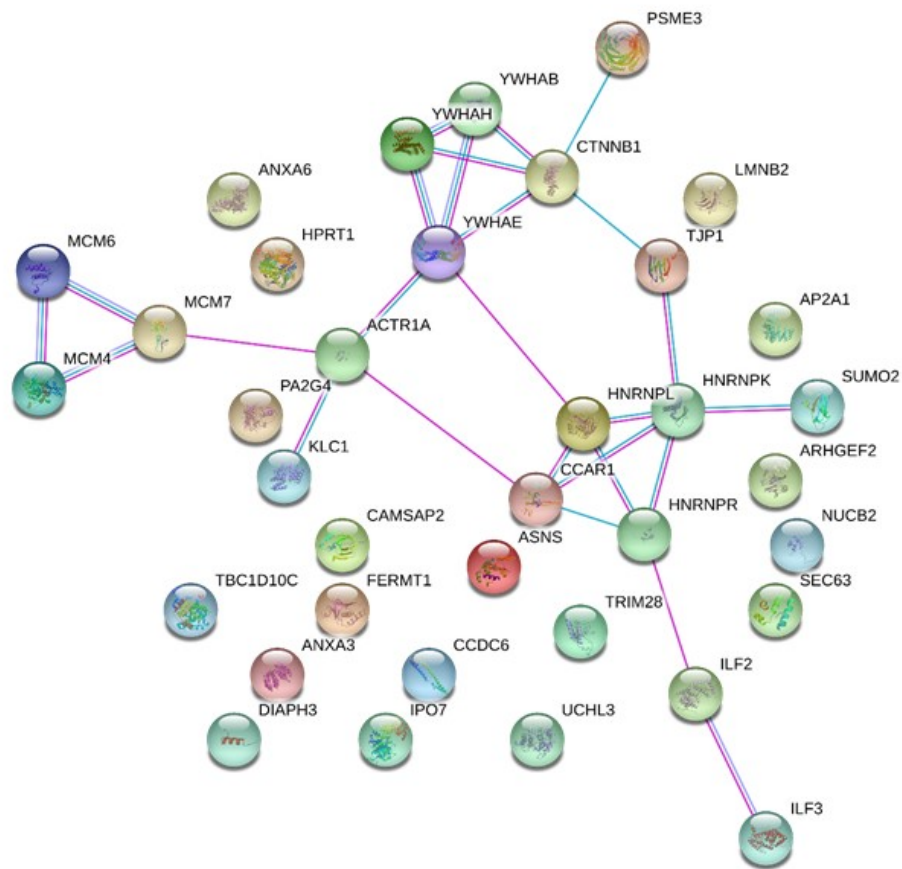 PSME3
YWHAB
YWHAH
CTNNB1
ANXA6
LMNB2
HPRT1
YWHAE
TJP1
MCM6
MCM7
ACTR1A
AP2A1
MCM4
PA2G4
HNRNPL
HNRNPK
SUMO2
KLC1
CCAR1
ARHGEF2
HNRNPR
CAMSAP2
ASNS
NUCB2
TBC1D10C
FERMT1
SEC63
TRIM28
ANXA3
CCDC6
ILF2
DIAPH3
IPO7
UCHL3
ILF3